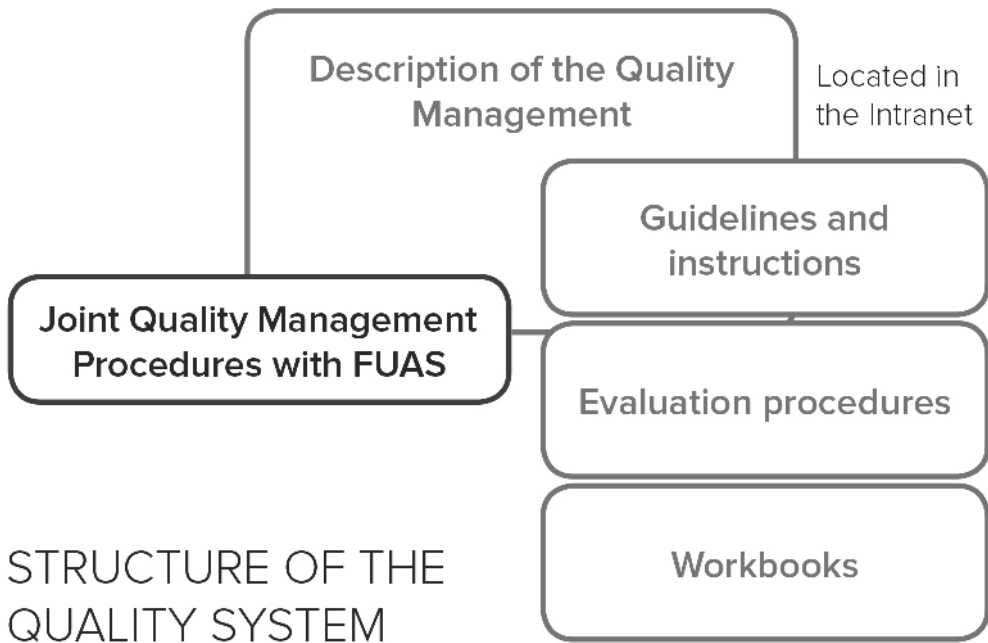 Description of the Quality
Management
Located in
the Intranet
Guidelines and
instructions
Joint Quality Management
Procedures with FUAS
Evaluation procedures
Workbooks
STRUCTURE OF THE
QUALITY SYSTEM